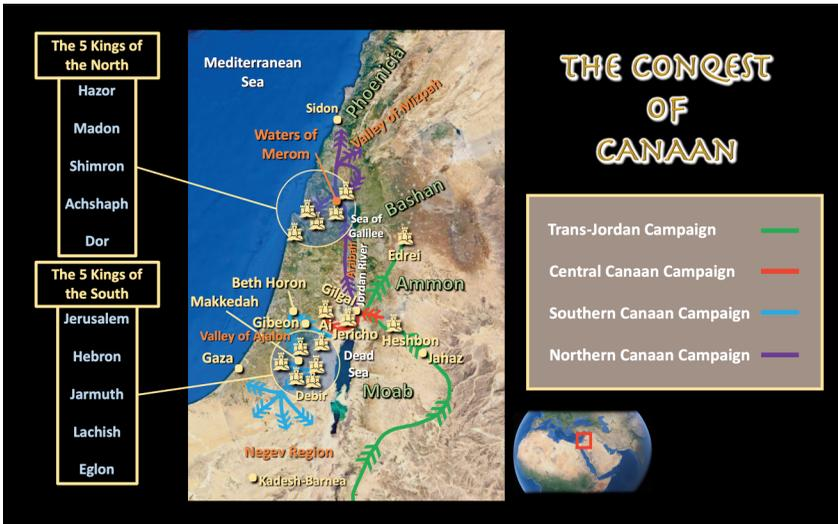 The 5 Kings of
the North
Hazor
Madon
Shimron
Achshaph
Dor
The 5 Kings of
the South
Jerusalem
Hebron
Jarmuth
Lachish
Eglon
Mediterranean
Sea
Sidon
Phoenicia
Valley of Mizpah
Waters of
Merom
Bashan
Sea of
Galilee
Edrei
Arabah
Jordan River
Ammon
Beth Horon
Makkedah
Gilgal
Gibeon
Ai
Jericho
Heshbon
Valley of Ajalon
Jahaz
Gaza
Dead
Sea
Moab
Debir
Negev Region
Kadesh-Barnea
THE CONQEST
OF
CANAAN
Trans-Jordan Campaign
Central Canaan Campaign
Southern Canaan Campaign
Northern Canaan Campaign